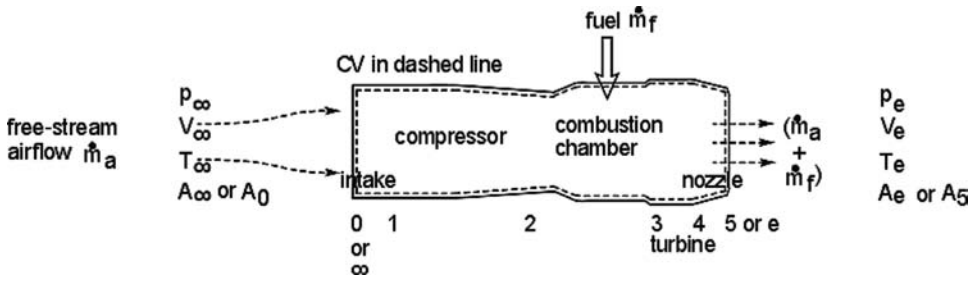 fuel ṁf
CV in dashed line
p∞
V∞
T∞
A∞ or A0
free-stream
airflow ṁa
compressor
combustion
chamber
intake
nozzle
(ṁa
+
ṁf)
pe
Ve
Te
Ae or A5
0 1 2 3 4 5 or e
or
∞
turbine